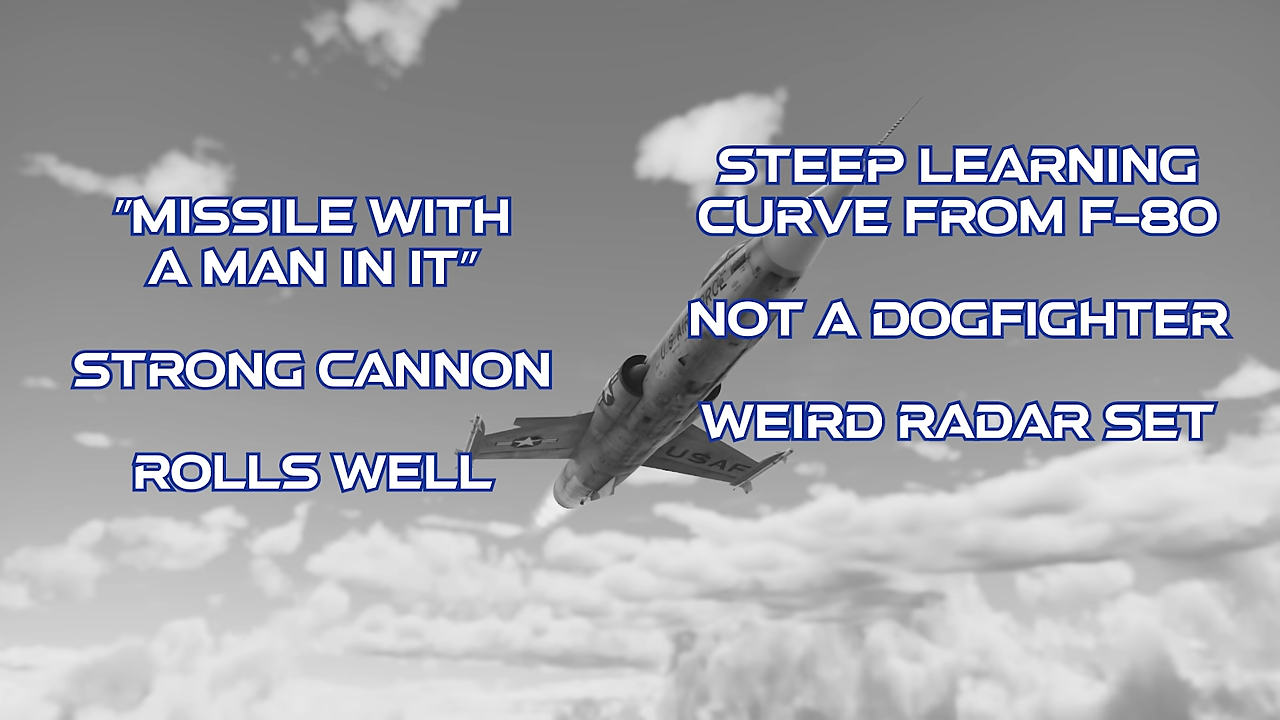 "MISSILE WITH
A MAN IN IT"
STRONG CANNON
ROLLS WELL
STEEP LEARNING
CURVE FROM F-80
NOT A DOGFIGHTER
WEIRD RADAR SET
USAF